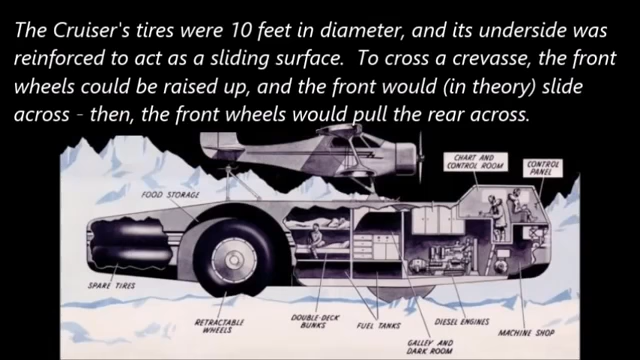 The Cruiser's tires were 10 feet in diameter, and its underside was
reinforced to act as a sliding surface.  To cross a crevasse, the front
wheels could be raised up, and the front would (in theory) slide
across - then, the front wheels would pull the rear across.
CHART AND
CONTROL ROOM
CONTROL
PANEL
FOOD STORAGE
SPARE TIRES
RETRACTABLE
WHEELS
DOUBLE-DECK
BUNKS
FUEL TANKS
GALLEY AND
DARK ROOM
DIESEL ENGINES
MACHINE SHOP